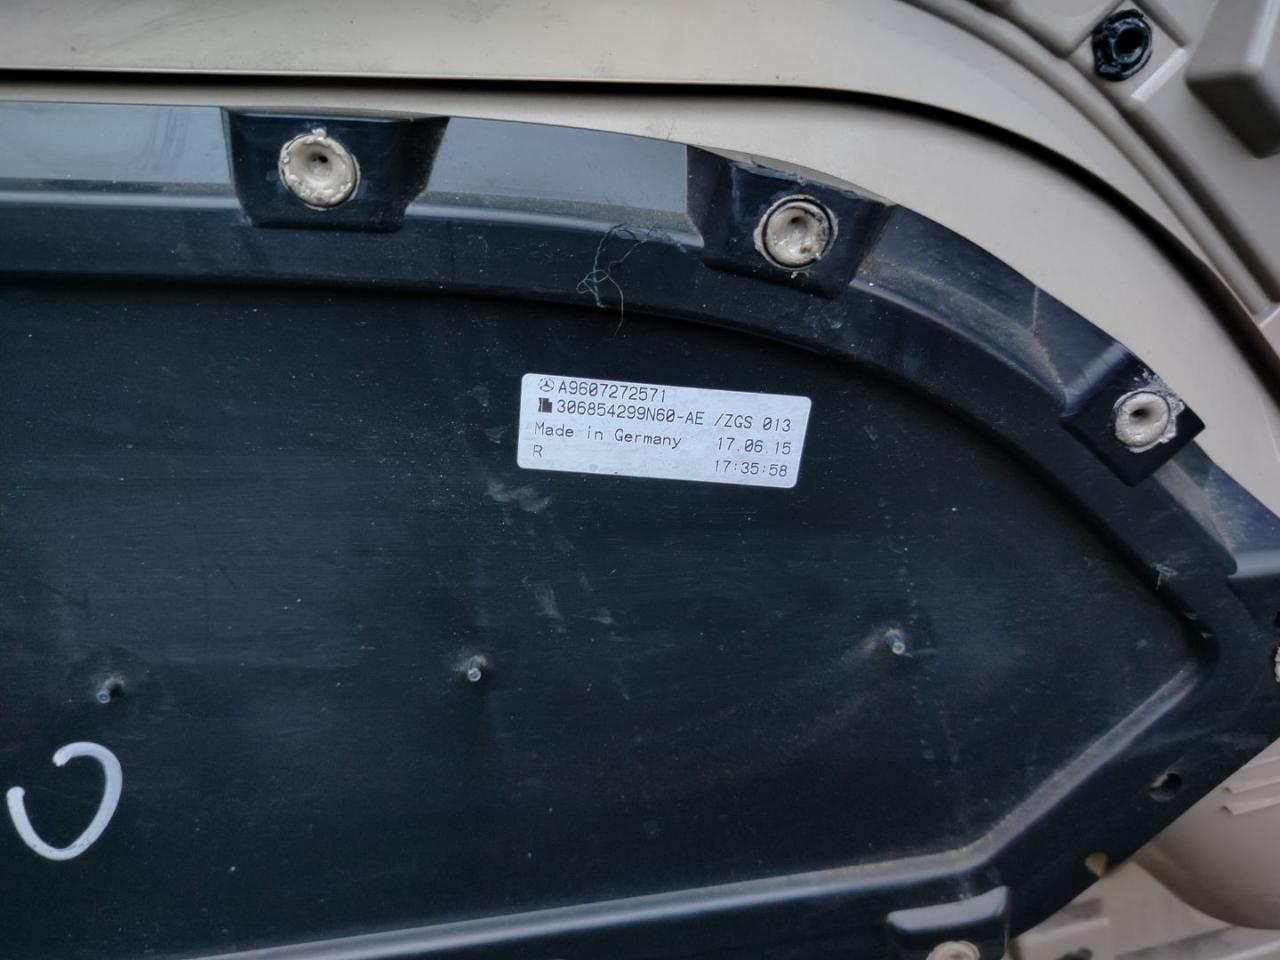 A9607272571
306854299N60-AE /ZGS 013
Made in Germany 17.06.15
R 17:35:58